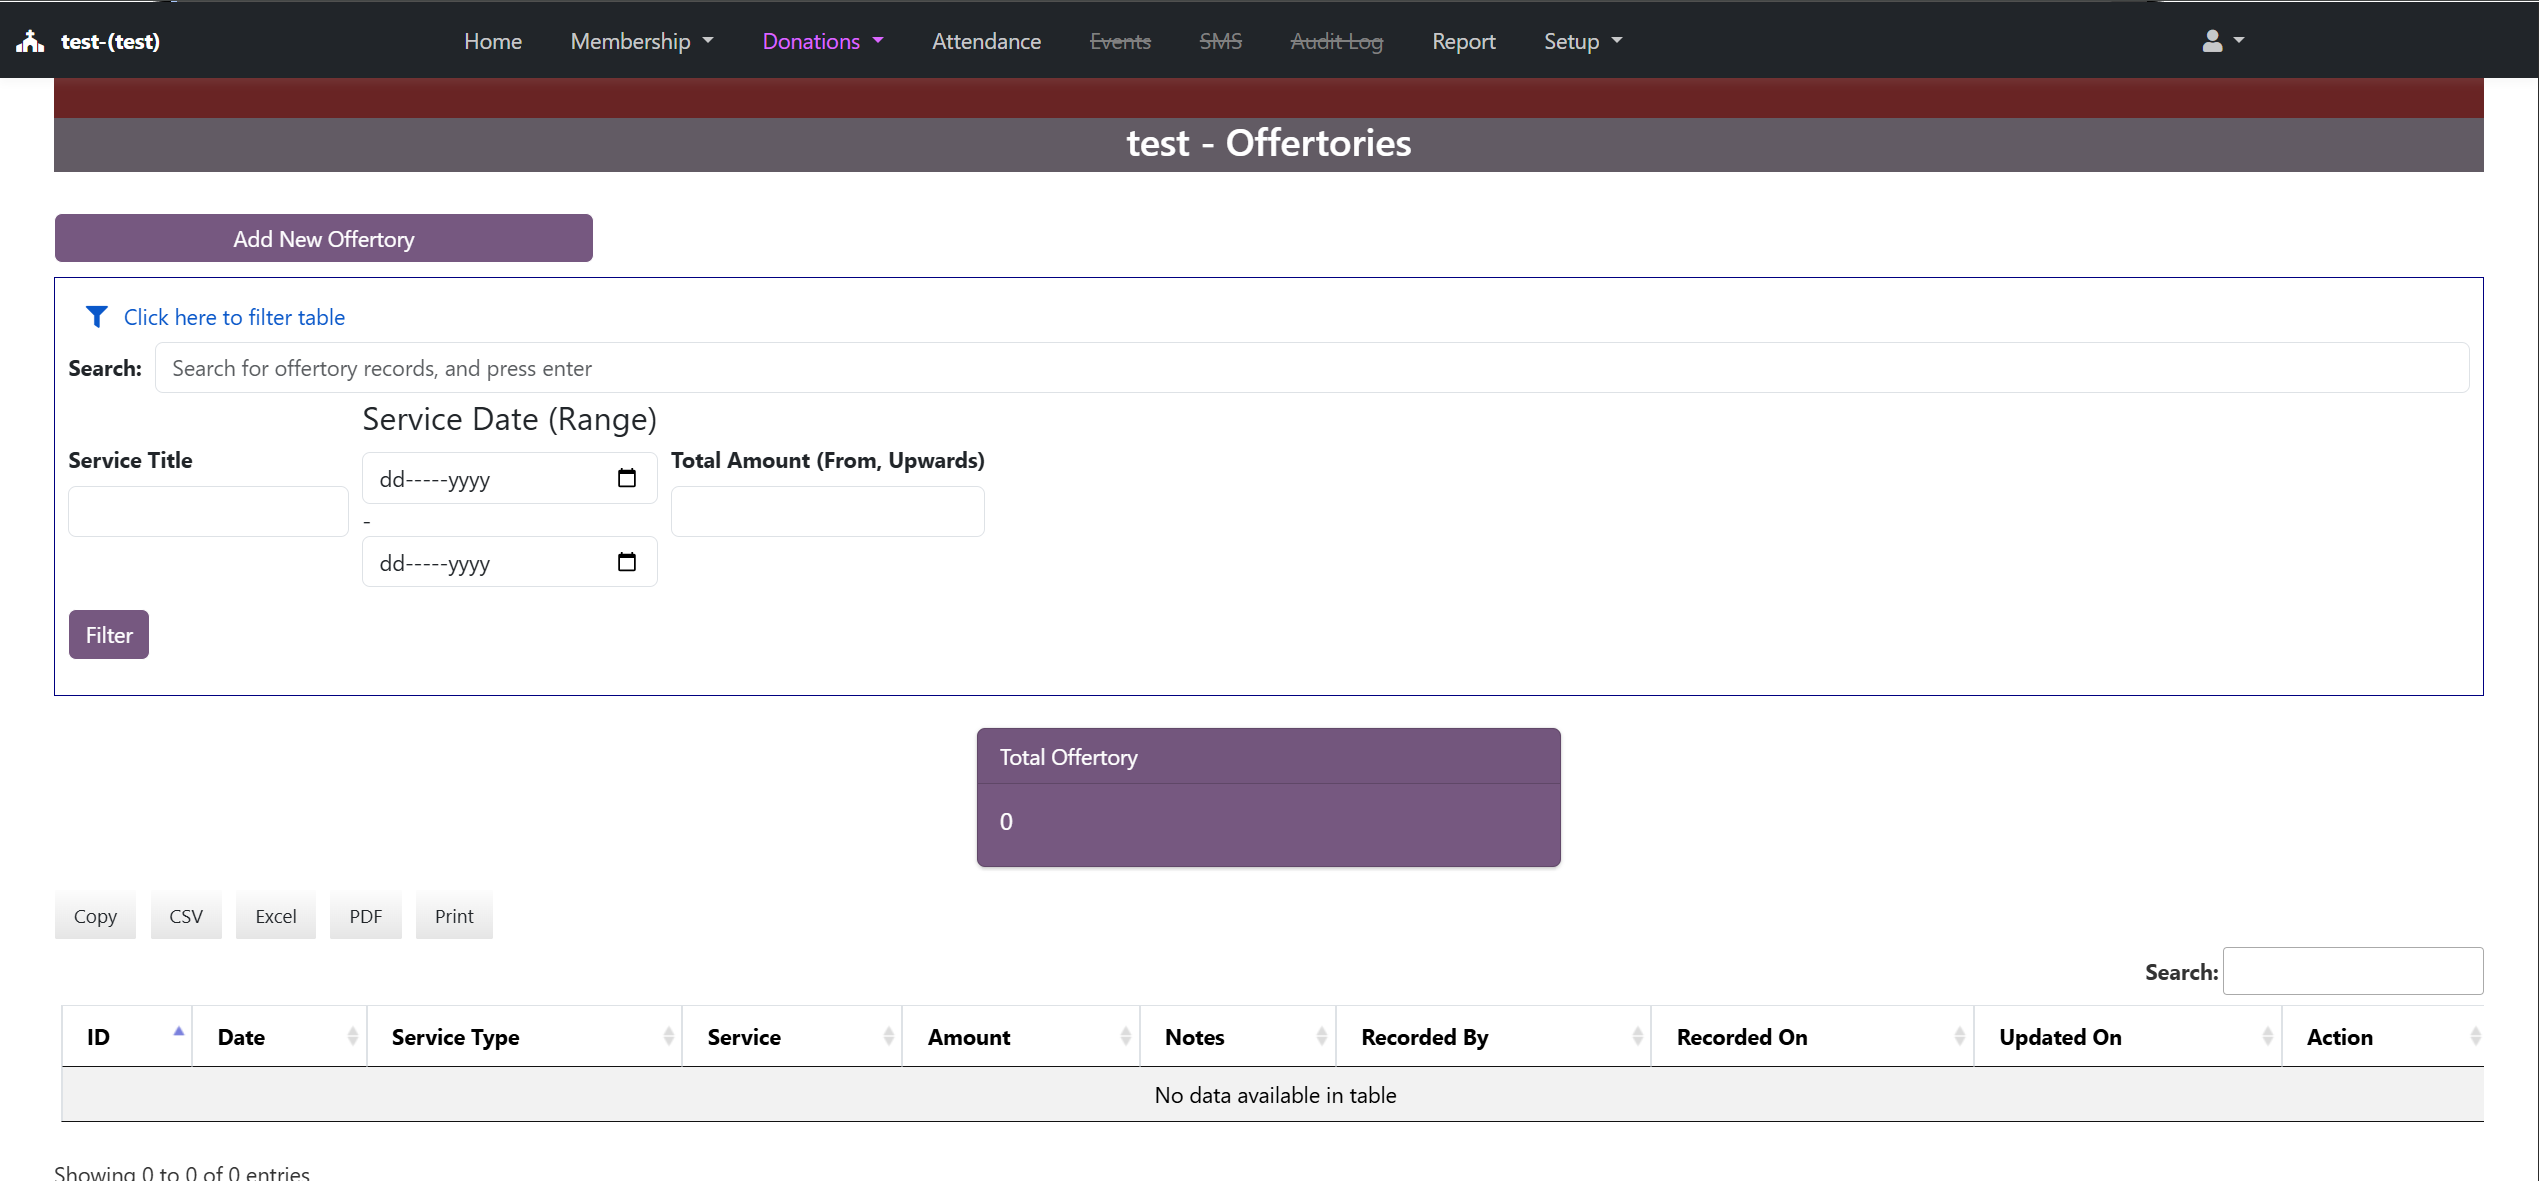 test-(test) Home Membership Donations Attendance Events SMS Audit Log Report Setup
test - Offertories
Add New Offertory
Click here to filter table
Search: Search for offertory records, and press enter
Service Title
Service Date (Range)
dd-----yyyy
-
dd-----yyyy
Total Amount (From, Upwards)
Filter
Total Offertory
0
Copy CSV Excel PDF Print
Search:
ID Date Service Type Service Amount Notes Recorded By Recorded On Updated On Action
No data available in table
Showing 0 to 0 of 0 entries